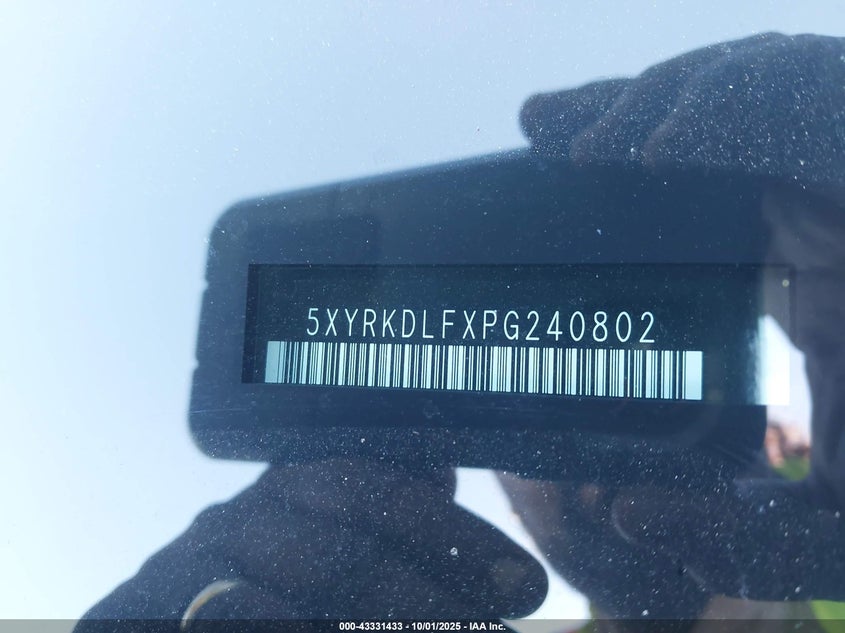 5XYRKDLFXPG240802
000-43331433 - 10/01/2025 - IAA Inc.